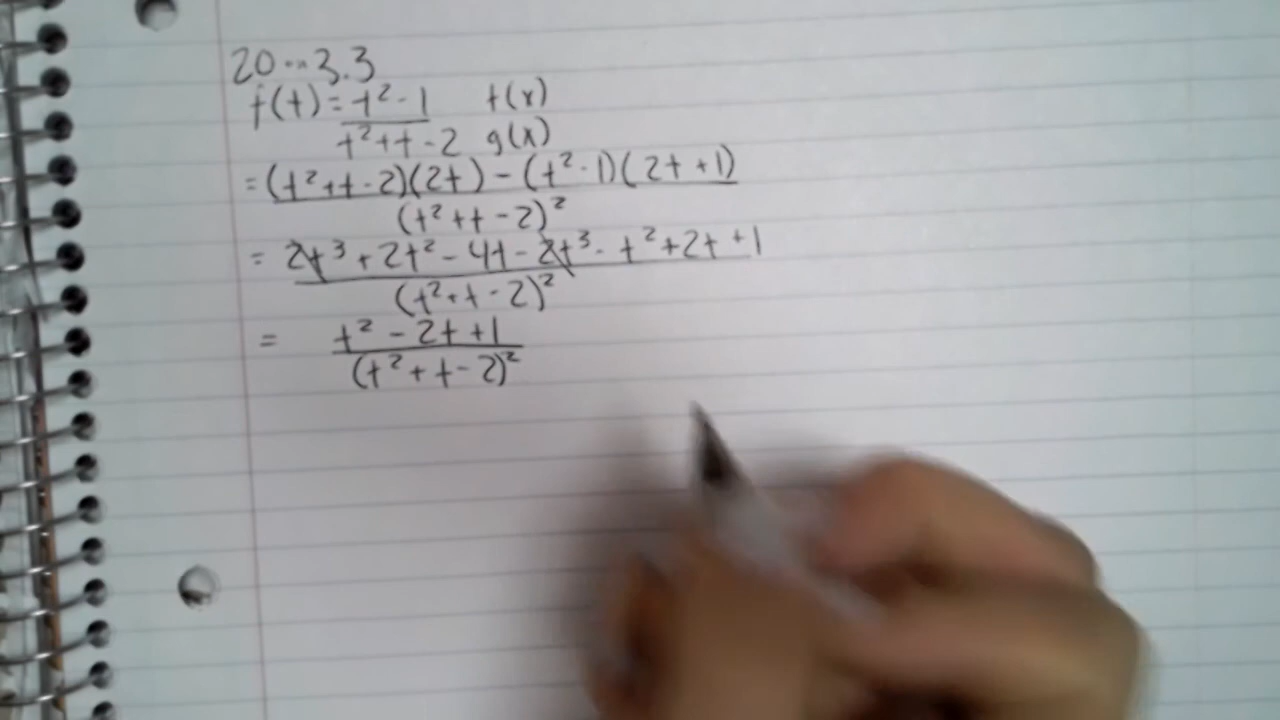 20 -- 3.3
f(t) = t² - 1 f(x)
t² + t - 2 g(x)
= (t² + t - 2)(2t) - (t² - 1)(2t + 1)
(t² + t - 2)²
= 2t³ + 2t² - 4t - 2t³ - t² + 2t + 1
(t² + t - 2)²
= t² - 2t + 1
(t² + t - 2)²